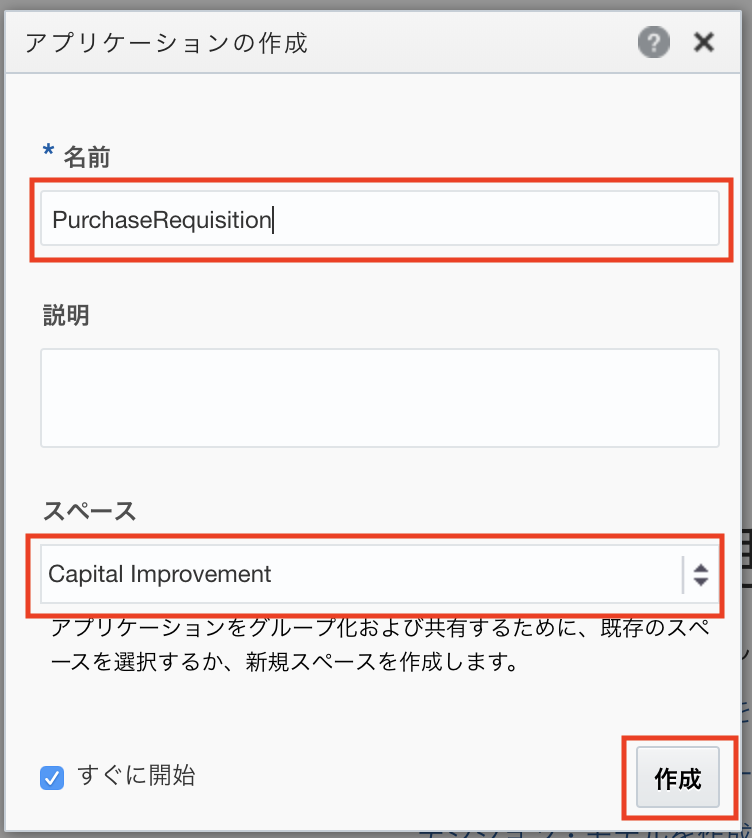 アプリケーションの作成
?
* 名前
PurchaseRequisition
説明
スペース
Capital Improvement
アプリケーションをグループ化および共有するために、既存のスペ
ースを選択するか、新規スペースを作成します。
すぐに開始
作成